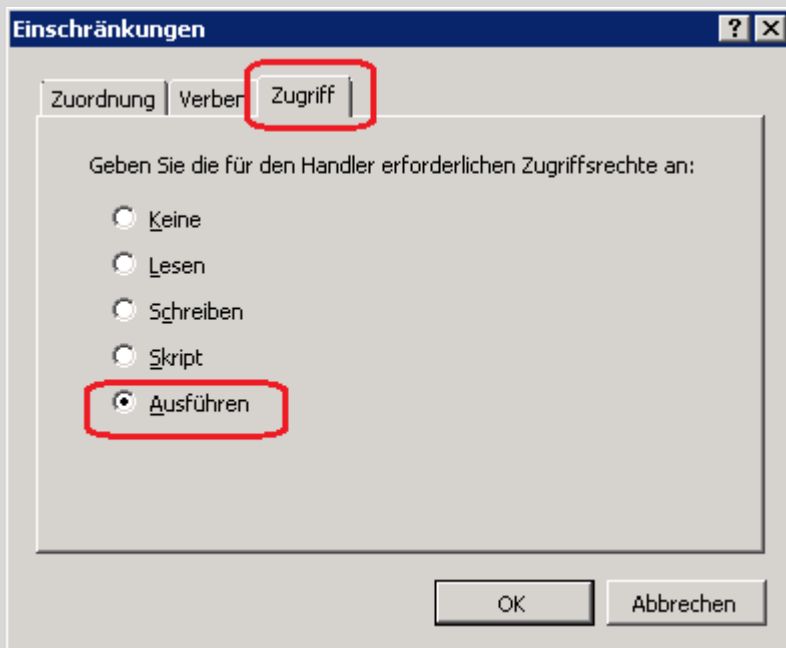 Einschränkungen
Zuordnung Verben Zugriff
Geben Sie die für den Handler erforderlichen Zugriffsrechte an:
Keine
Lesen
Schreiben
Skript
Ausführen
OK Abbrechen